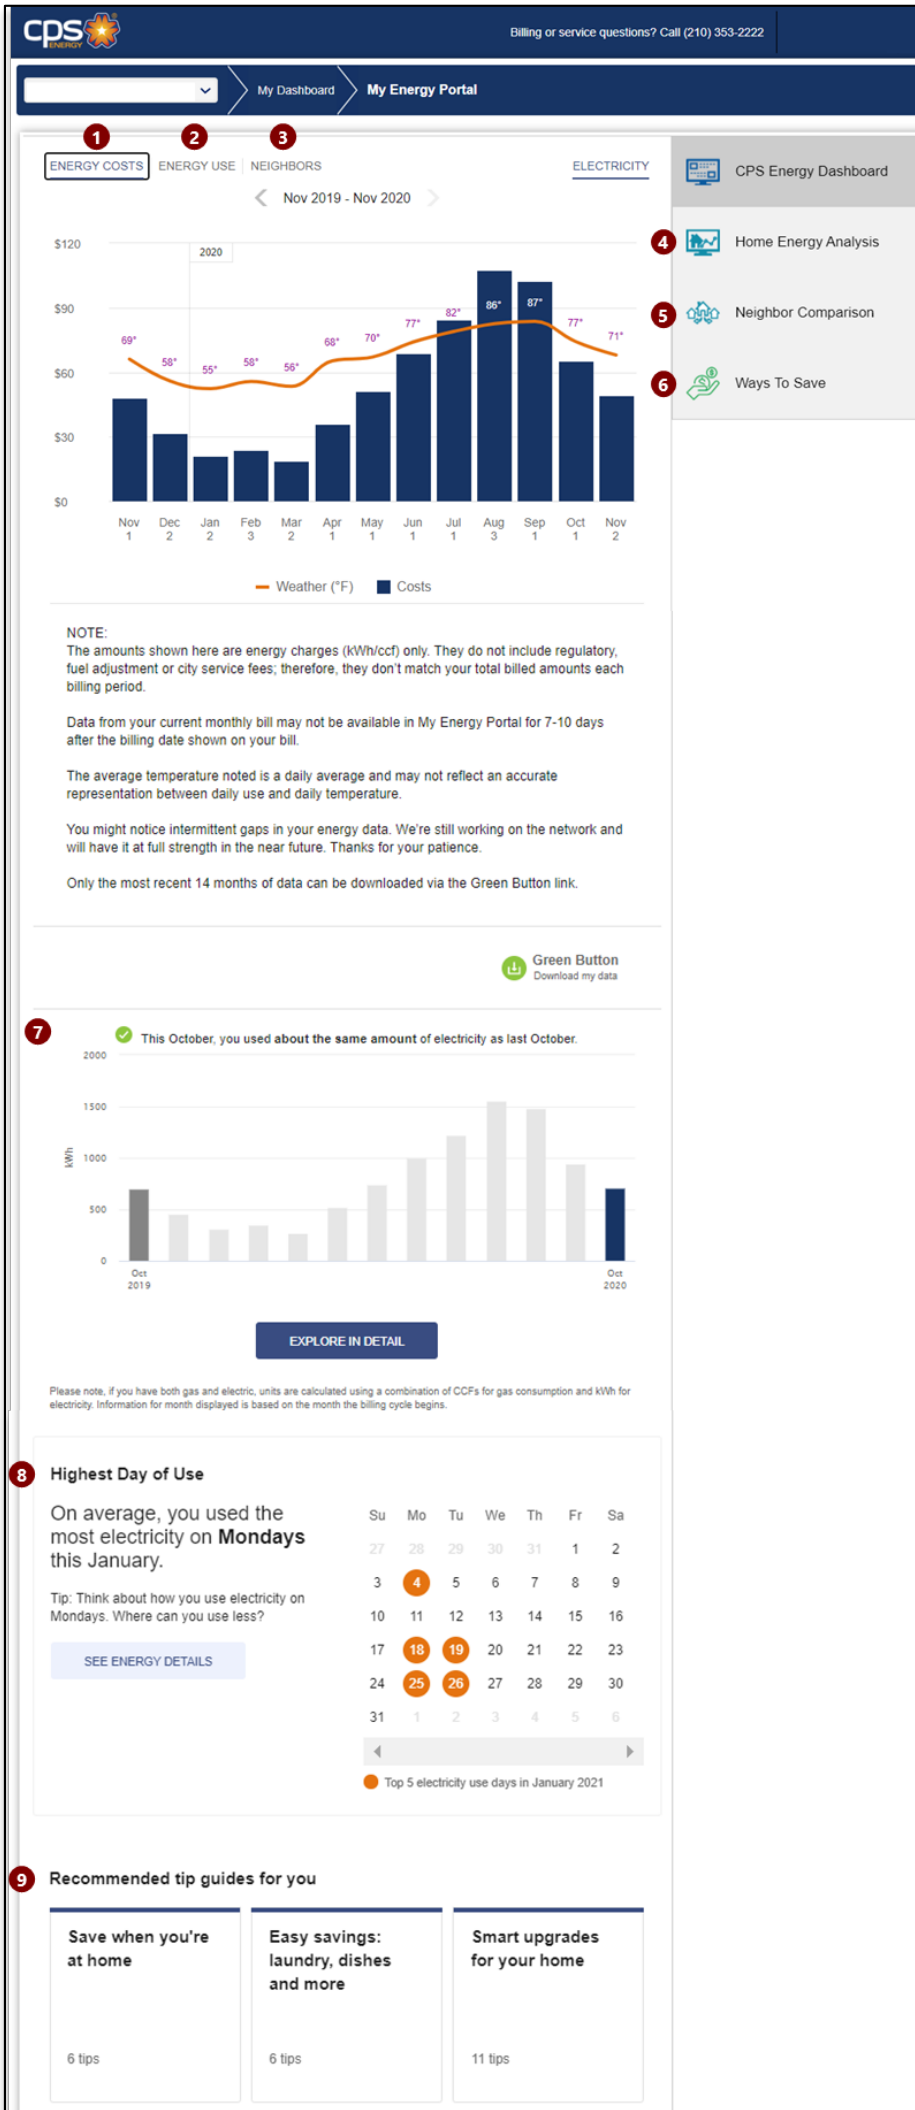 cps
ENERGY
Billing or service questions? Call (210) 353-2222
My Dashboard
My Energy Portal
1
2
3
ENERGY COSTS
ENERGY USE
NEIGHBORS
ELECTRICITY
Nov 2019 - Nov 2020
CPS Energy Dashboard
4
Home Energy Analysis
5
Neighbor Comparison
6
Ways To Save
$120
$90
$60
$30
$0
2020
69°
58°
55°
58°
56°
68°
70°
77°
82°
86°
87°
77°
71°
Nov Dec Jan Feb Mar Apr May Jun Jul Aug Sep Oct Nov
1 2 2 3 2 1 1 1 1 3 1 1 2
Weather (°F)
Costs
NOTE:
The amounts shown here are energy charges (kWh/ccf) only. They do not include regulatory,
fuel adjustment or city service fees; therefore, they don't match your total billed amounts each
billing period.
Data from your current monthly bill may not be available in My Energy Portal for 7-10 days
after the billing date shown on your bill.
The average temperature noted is a daily average and may not reflect an accurate
representation between daily use and daily temperature.
You might notice intermittent gaps in your energy data. We're still working on the network and
will have it at full strength in the near future. Thanks for your patience.
Only the most recent 14 months of data can be downloaded via the Green Button link.
Green Button
Download my data
7
This October, you used about the same amount of electricity as last October.
2000
1500
1000
500
0
kWh
Oct
2019
Oct
2020
EXPLORE IN DETAIL
Please note, if you have both gas and electric, units are calculated using a combination of CCFs for gas consumption and kWh for
electricity. Information for month displayed is based on the month the billing cycle begins.
8
Highest Day of Use
On average, you used the
most electricity on Mondays
this January.
Tip: Think about how you use electricity on
Mondays. Where can you use less?
SEE ENERGY DETAILS
Su Mo Tu We Th Fr Sa
27 28 29 30 31 1 2
3 4 5 6 7 8 9
10 11 12 13 14 15 16
17 18 19 20 21 22 23
24 25 26 27 28 29 30
31 1 2 3 4 5 6
Top 5 electricity use days in January 2021
9
Recommended tip guides for you
Save when you're
at home
6 tips
Easy savings:
laundry, dishes
and more
6 tips
Smart upgrades
for your home
11 tips